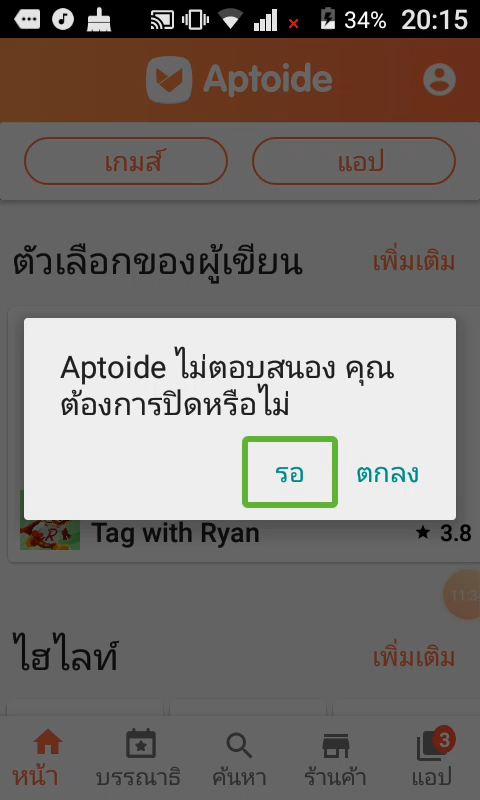 34% 20:15
Aptoide
เกมส์ แอป
ตัวเลือกของผู้เขียน เพิ่มเติม
Aptoide ไม่ตอบสนอง คุณ
ต้องการปิดหรือไม่
รอ ตกลง
Tag with Ryan ★ 3.8
ไฮไลท์ เพิ่มเติม
3
หน้า บรรณาธิ ค้นหา ร้านค้า แอป